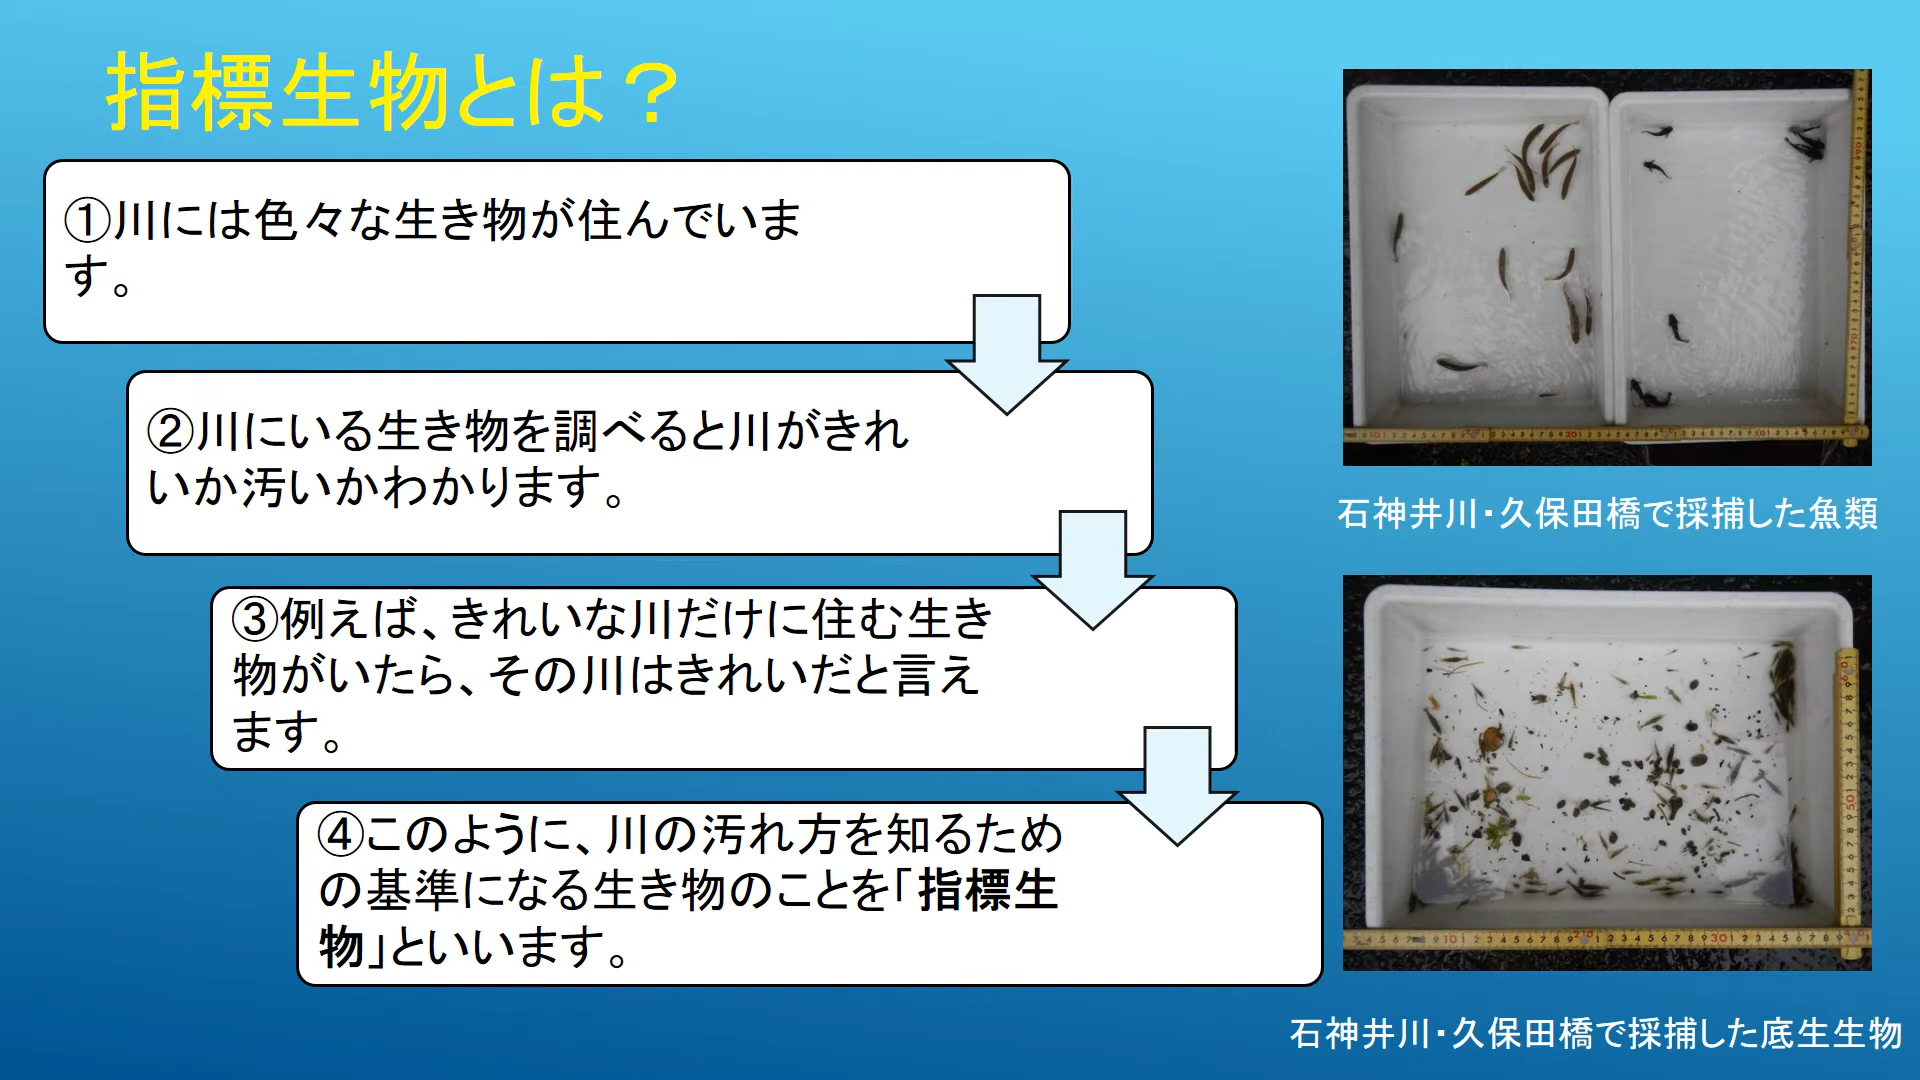 指標生物とは？
①川には色々な生き物が住んでいま
す。
②川にいる生き物を調べると川がきれ
いか汚いかわかります。
③例えば、きれいな川だけに住む生き
物がいたら、その川はきれいだと言え
ます。
④このように、川の汚れ方を知るため
の基準になる生き物のことを「指標生
物」といいます。
石神井川・久保田橋で採捕した魚類
石神井川・久保田橋で採捕した底生生物